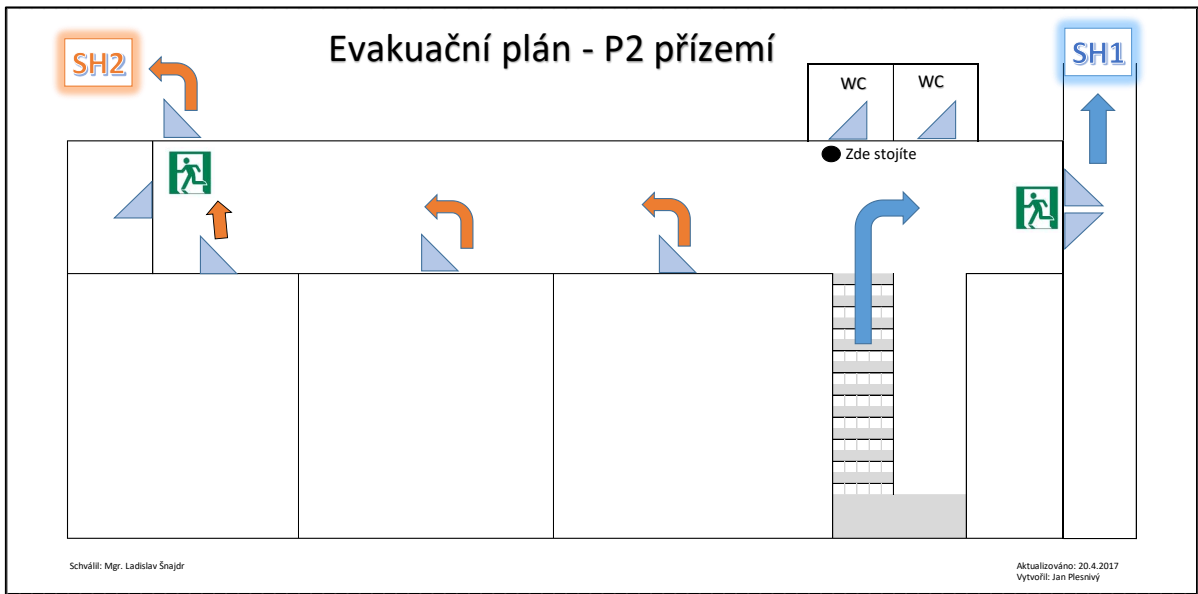 Evakuační plán - P2 přízemí
SH2
SH1
WC
WC
Zde stojíte
Schválil: Mgr. Ladislav Šnajdr
Aktualizováno: 20.4.2017
Vytvořil: Jan Plesnivý